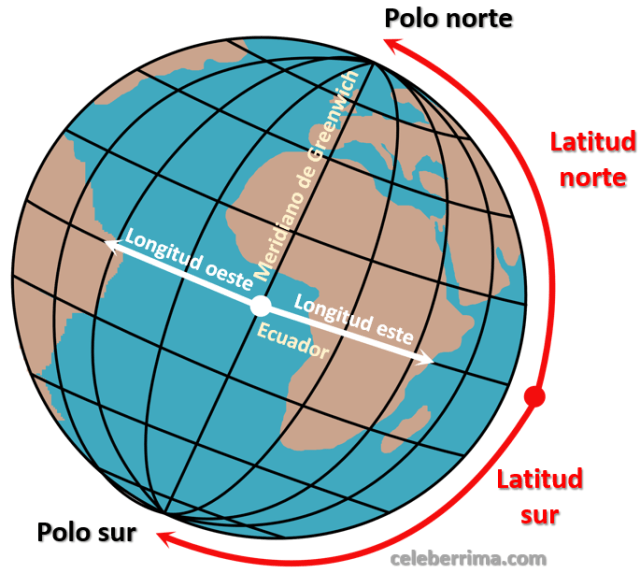 Polo norte
Latitud
norte
Meridiano de Greenwich
Longitud oeste
Longitud este
Ecuador
Latitud
sur
Polo sur
celeberrima.com